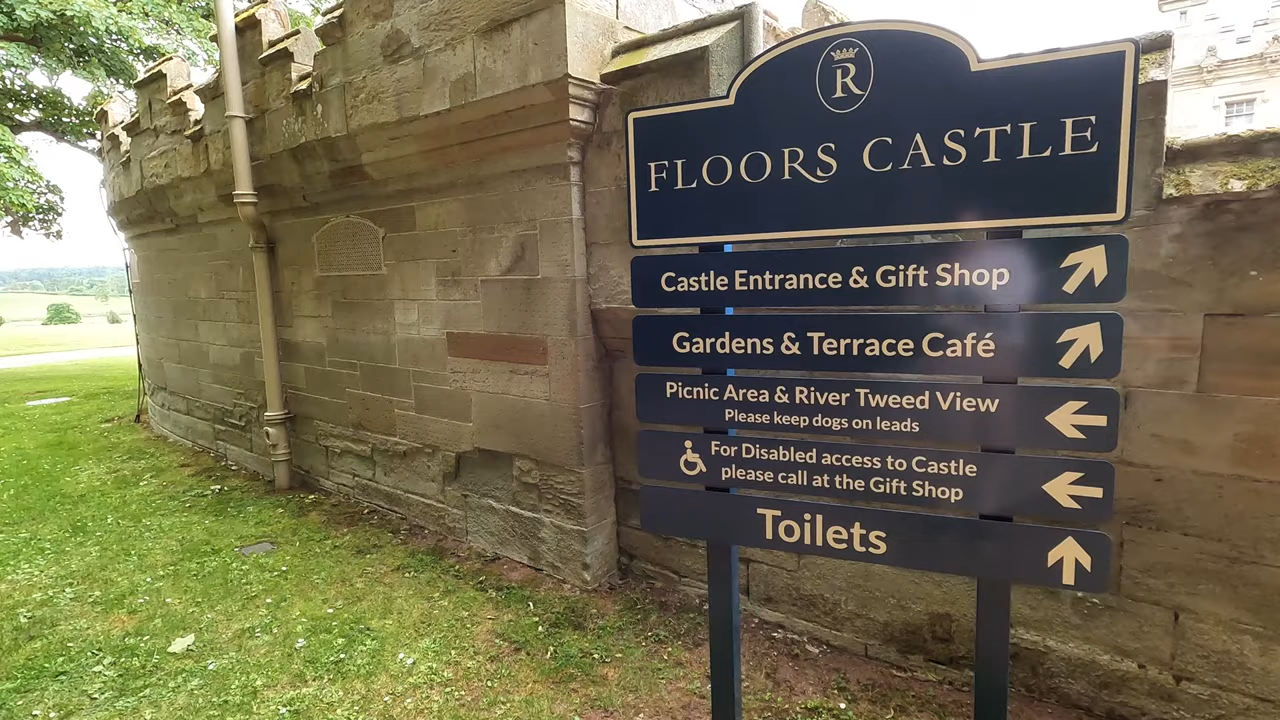 R
FLOORS CASTLE
Castle Entrance & Gift Shop
Gardens & Terrace Café
Picnic Area & River Tweed View
Please keep dogs on leads
For Disabled access to Castle
please call at the Gift Shop
Toilets